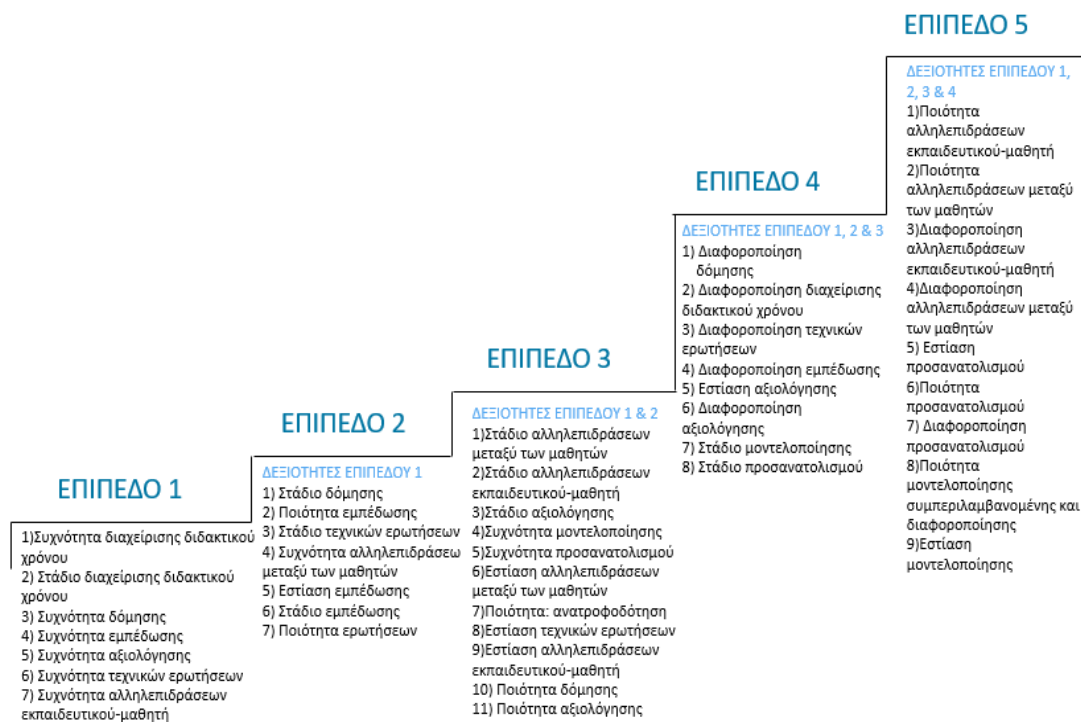 ΕΠΙΠΕΔΟ 1
1)Συχνότητα διαχείρισης διδακτικού
χρόνου
2) Στάδιο διαχείρισης διδακτικού
χρόνου
3) Συχνότητα δόμησης
4) Συχνότητα εμπέδωσης
5) Συχνότητα αξιολόγησης
6) Συχνότητα τεχνικών ερωτήσεων
7) Συχνότητα αλληλεπιδράσεων
εκπαιδευτικού-μαθητή
ΕΠΙΠΕΔΟ 2
ΔΕΞΙΟΤΗΤΕΣ ΕΠΙΠΕΔΟΥ 1
1) Στάδιο δόμησης
2) Ποιότητα εμπέδωσης
3) Στάδιο τεχνικών ερωτήσεων
4) Συχνότητα αλληλεπιδράσεω
μεταξύ των μαθητών
5) Εστίαση εμπέδωσης
6) Στάδιο εμπέδωσης
7) Ποιότητα ερωτήσεων
ΕΠΙΠΕΔΟ 3
ΔΕΞΙΟΤΗΤΕΣ ΕΠΙΠΕΔΟΥ 1 & 2
1)Στάδιο αλληλεπιδράσεων
μεταξύ των μαθητών
2)Στάδιο αλληλεπιδράσεων
εκπαιδευτικού-μαθητή
3)Στάδιο αξιολόγησης
4)Συχνότητα μοντελοποίησης
5)Συχνότητα προσανατολισμού
6)Εστίαση αλληλεπιδράσεων
μεταξύ των μαθητών
7)Ποιότητα: ανατροφοδότηση
8)Εστίαση τεχνικών ερωτήσεων
9)Εστίαση αλληλεπιδράσεων
εκπαιδευτικού-μαθητή
10) Ποιότητα δόμησης
11) Ποιότητα αξιολόγησης
ΕΠΙΠΕΔΟ 4
ΔΕΞΙΟΤΗΤΕΣ ΕΠΙΠΕΔΟΥ 1, 2 & 3
1) Διαφοροποίηση
δόμησης
2) Διαφοροποίηση διαχείρισης
διδακτικού χρόνου
3) Διαφοροποίηση τεχνικών
ερωτήσεων
4) Διαφοροποίηση εμπέδωσης
5) Εστίαση αξιολόγησης
6) Διαφοροποίηση
αξιολόγησης
7) Στάδιο μοντελοποίησης
8) Στάδιο προσανατολισμού
ΕΠΙΠΕΔΟ 5
ΔΕΞΙΟΤΗΤΕΣ ΕΠΙΠΕΔΟΥ 1,
2, 3 & 4
1)Ποιότητα
αλληλεπιδράσεων
εκπαιδευτικού-μαθητή
2)Ποιότητα
αλληλεπιδράσεων μεταξύ
των μαθητών
3)Διαφοροποίηση
αλληλεπιδράσεων
εκπαιδευτικού-μαθητή
4)Διαφοροποίηση
αλληλεπιδράσεων μεταξύ
των μαθητών
5) Εστίαση
προσανατολισμού
6)Ποιότητα
προσανατολισμού
7) Διαφοροποίηση
προσανατολισμού
8)Ποιότητα
μοντελοποίησης
συμπεριλαμβανομένης και
διαφοροποίησης
9)Εστίαση
μοντελοποίησης